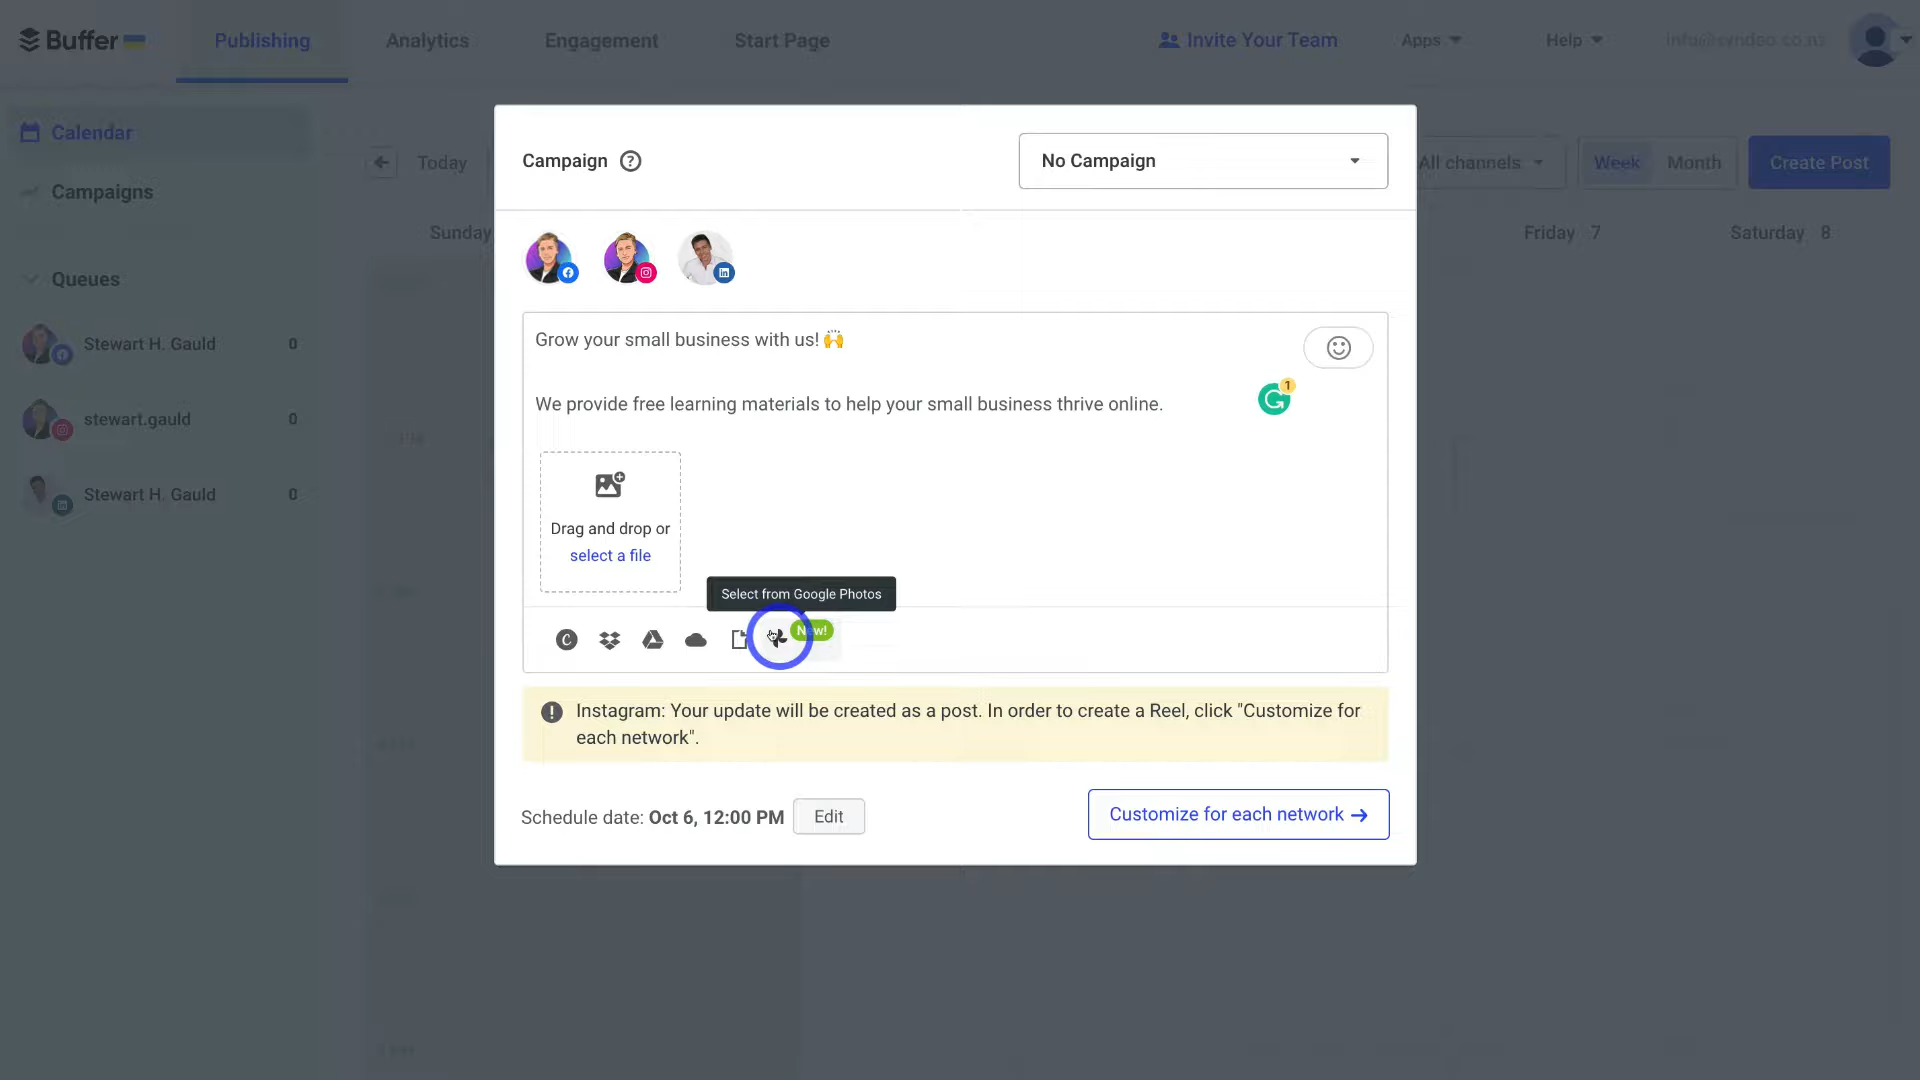 Buffer
Publishing
Analytics
Engagement
Start Page
Invite Your Team
Apps
Help
Calendar
Campaigns
Queues
Stewart H. Gauld 0
stewart.gauld 0
Stewart H. Gauld 0
Today
All channels
Week
Month
Create Post
Sunday
Friday 7
Saturday 8
Campaign ?
No Campaign
Grow your small business with us! 🙌
We provide free learning materials to help your small business thrive online.
1
Drag and drop or
select a file
Select from Google Photos
New!
Instagram: Your update will be created as a post. In order to create a Reel, click "Customize for
each network".
Schedule date: Oct 6, 12:00 PM
Edit
Customize for each network →